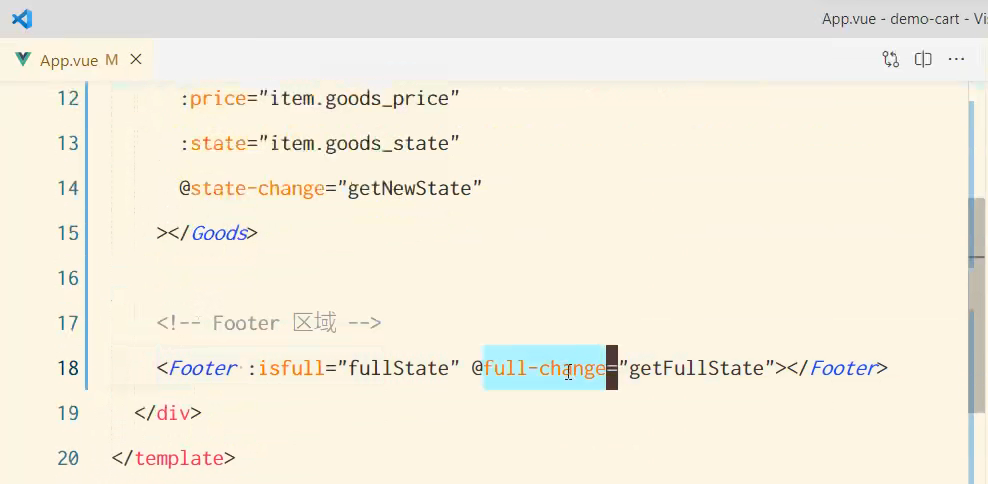 App.vue - demo-cart - Vi
App.vue M
12 :price="item.goods_price"
13 :state="item.goods_state"
14 @state-change="getNewState"
15 ></Goods>
16
17 <!-- Footer 区域 -->
18 <Footer :isfull="fullState" @full-change="getFullState"></Footer>
19 </div>
20 </template>